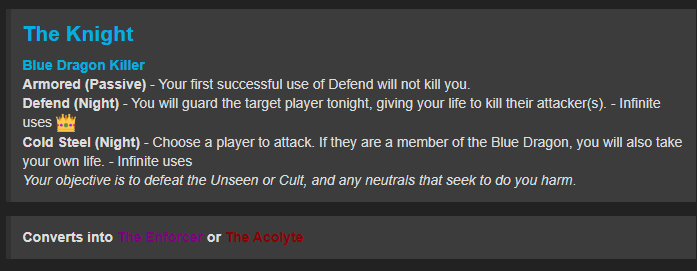 The Knight
Blue Dragon Killer
Armored (Passive) - Your first successful use of Defend will not kill you.
Defend (Night) - You will guard the target player tonight, giving your life to kill their attacker(s). - Infinite
uses
Cold Steel (Night) - Choose a player to attack. If they are a member of the Blue Dragon, you will also take
your own life. - Infinite uses
Your objective is to defeat the Unseen or Cult, and any neutrals that seek to do you harm.
Converts into The Enforcer or The Acolyte